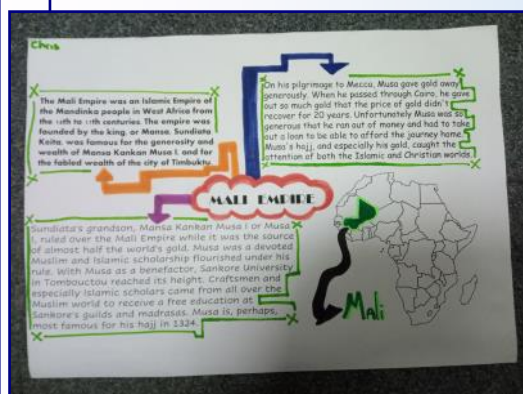 Chris
The Mali Empire was an Islamic Empire of
the Mandinka people in West Africa from
the to centuries. The empire was
founded by the king, or Mansa, Sundiata
Keita, was famous for the generosity and
wealth of Mansa Kankan Musa I, and for
the fabled wealth of the city of Timbuktu.
On his pilgrimage to Mecca, Musa gave gold away
generously. When he passed through Cairo, he gave
out so much gold that the price of gold didn't
recover for 20 years. Unfortunately Musa was so
generous that he ran out of money and had to take
out a loan to be able to afford the journey home.
Musa's hajj, and especially his gold, caught the
attention of both the Islamic and Christian worlds.
MALI EMPIRE
Sundiata's grandson, Mansa Kankan Musa I or Musa
I, ruled over the Mali Empire while it was the source
of almost half the world's gold. Musa was a devoted
Muslim and Islamic scholarship flourished under his
rule. With Musa as a benefactor, Sankore University
in Tombouctou reached its height. Craftsmen and
especially Islamic scholars came from all over the
Muslim world to receive a free education at
Sankore's guilds and madrasas. Musa is, perhaps,
most famous for his hajj in 1324.
Mali